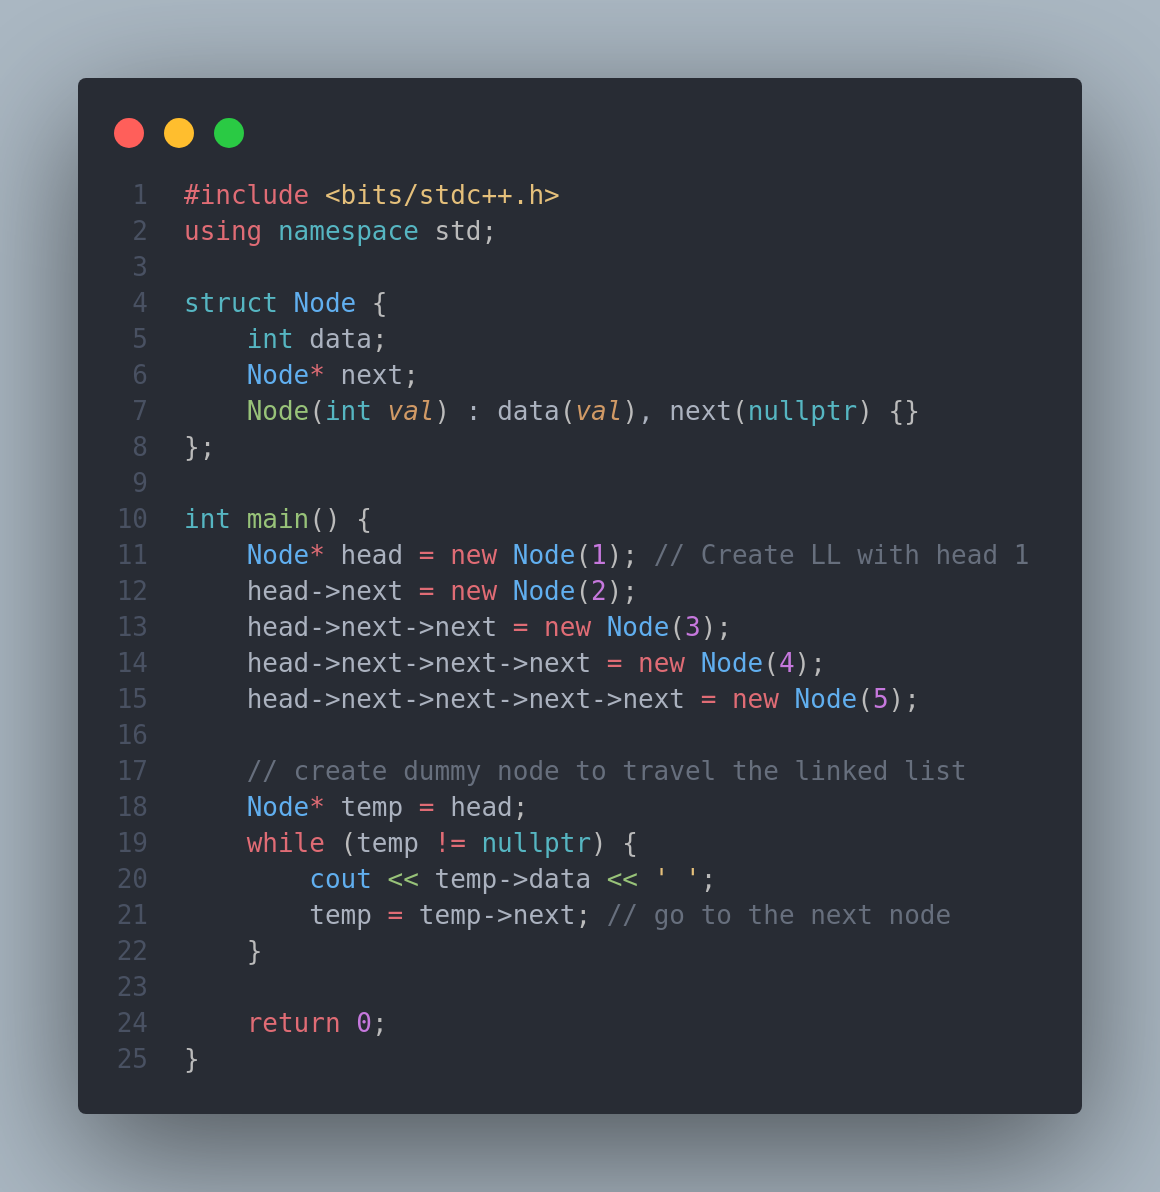 1 #include <bits/stdc++.h>
2 using namespace std;
3
4 struct Node {
5     int data;
6     Node* next;
7     Node(int val) : data(val), next(nullptr) {}
8 };
9
10 int main() {
11     Node* head = new Node(1); // Create LL with head 1
12     head->next = new Node(2);
13     head->next->next = new Node(3);
14     head->next->next->next = new Node(4);
15     head->next->next->next->next = new Node(5);
16
17     // create dummy node to travel the linked list
18     Node* temp = head;
19     while (temp != nullptr) {
20         cout << temp->data << ' ';
21         temp = temp->next; // go to the next node
22     }
23
24     return 0;
25 }